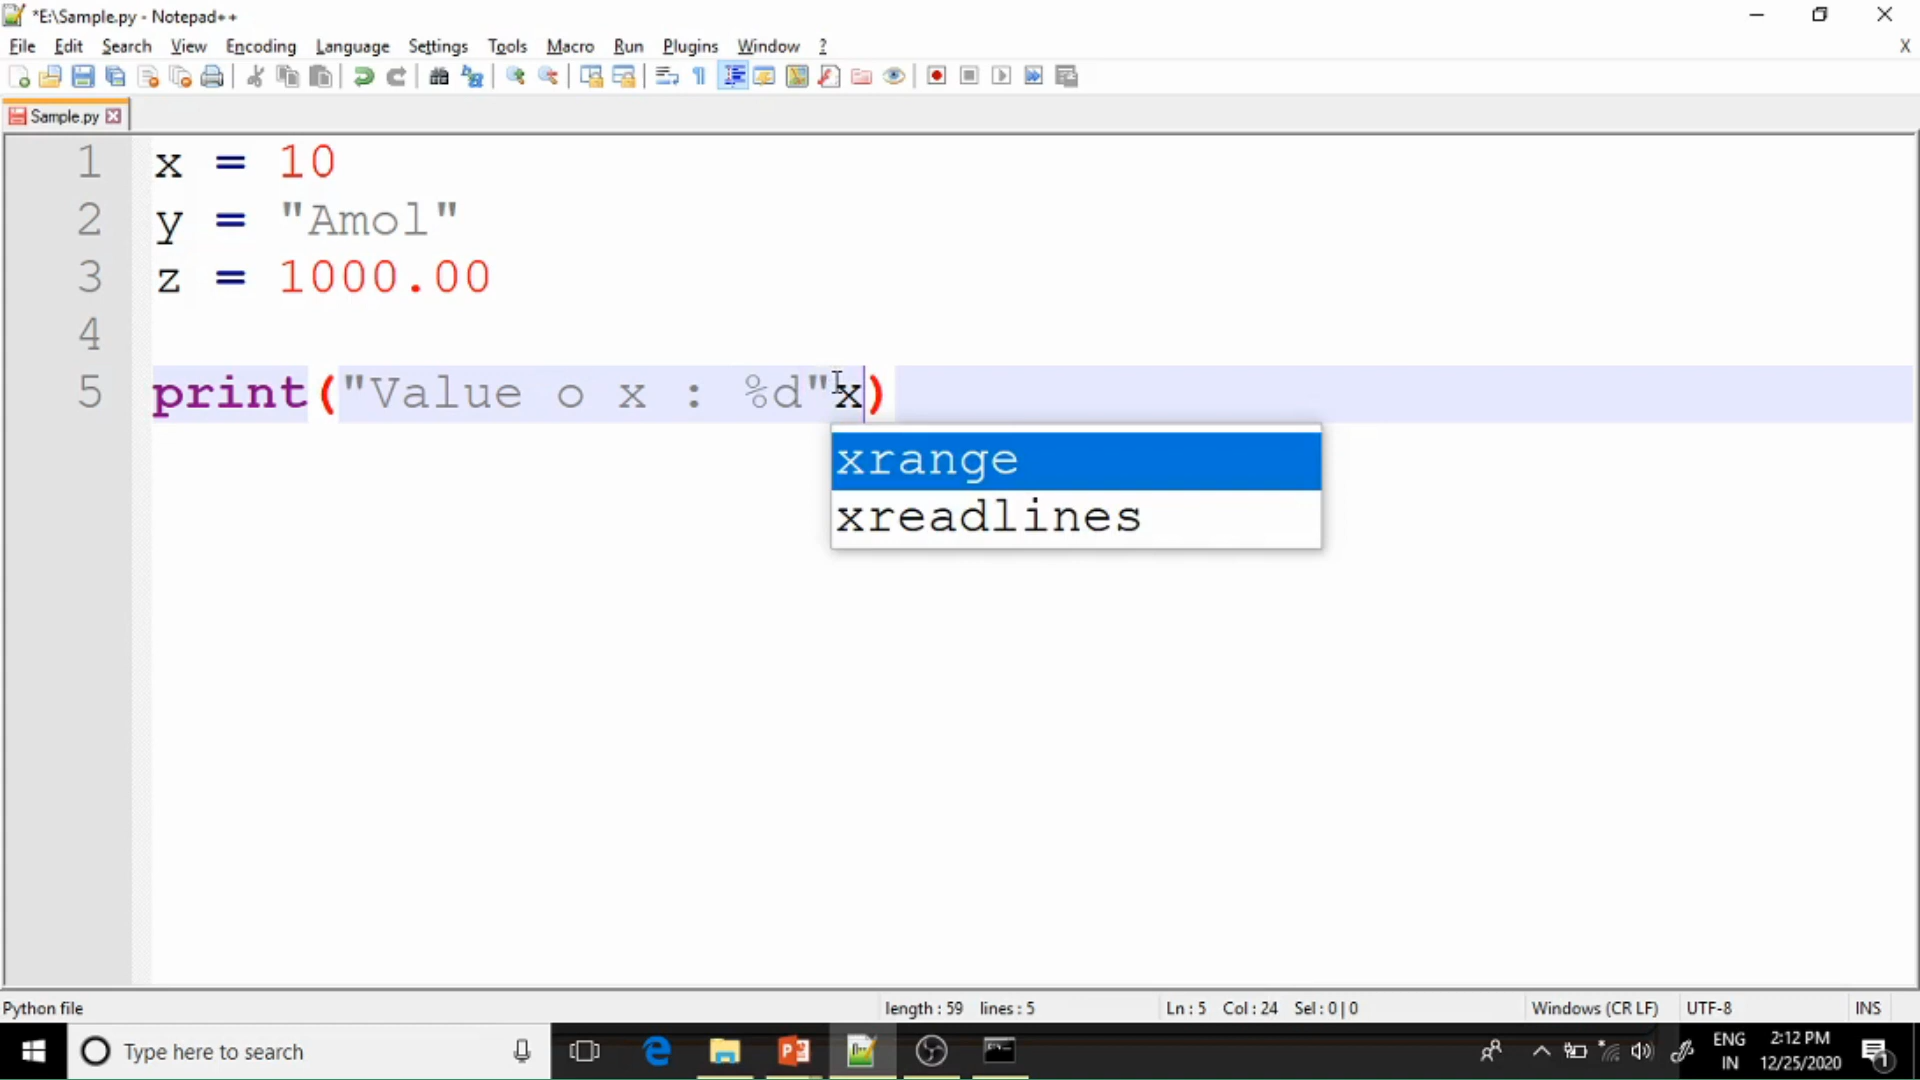 *E:\Sample.py - Notepad++
File Edit Search View Encoding Language Settings Tools Macro Run Plugins Window ?
X
Sample.py
1 x = 10
2 y = "Amol"
3 z = 1000.00
4
5 print("Value o x : %d"x)
xrange
xreadlines
Python file length : 59 lines : 5 Ln : 5 Col : 24 Sel : 0 | 0 Windows (CR LF) UTF-8 INS
Type here to search ENG 2:12 PM
IN 12/25/2020 1